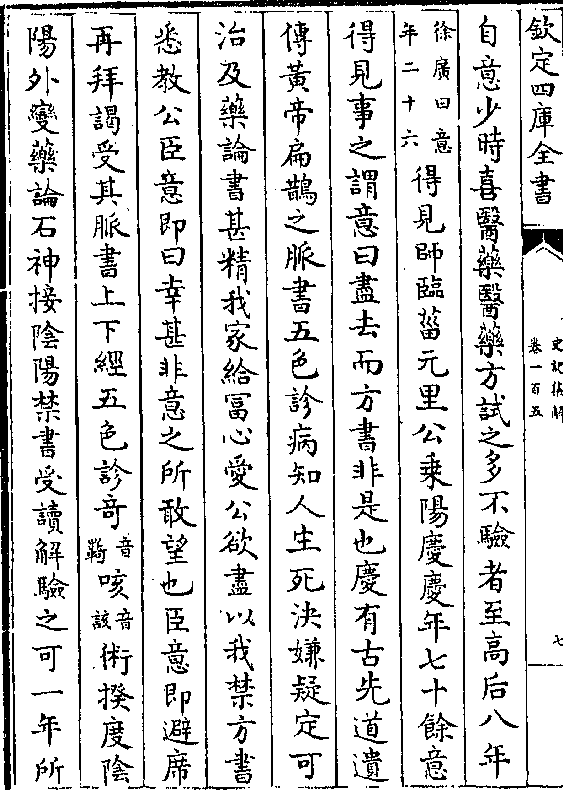 欽定四庫全書
史記集解
卷一百五
七
自意少時喜醫藥醫藥方試之多不驗者至高后八年
徐廣曰意
年二十六
得見師臨菑元里公乗陽慶慶年七十餘意
得見事之謂意曰盡去而方書非是也慶有古先道遺
傳黄帝扁鵲之脈書五色診病知人生死決嫌疑定可
治及藥論書甚精我家給冨心愛公欲盡以我禁方書
悉教公臣意即曰幸甚非意之所敢望也臣意即避席
再拜謁受其脈書上下經五色診竒
音
羇
咳
音
該
術揆度陰
陽外變藥論石神接隂陽禁書受讀解驗之可一年所